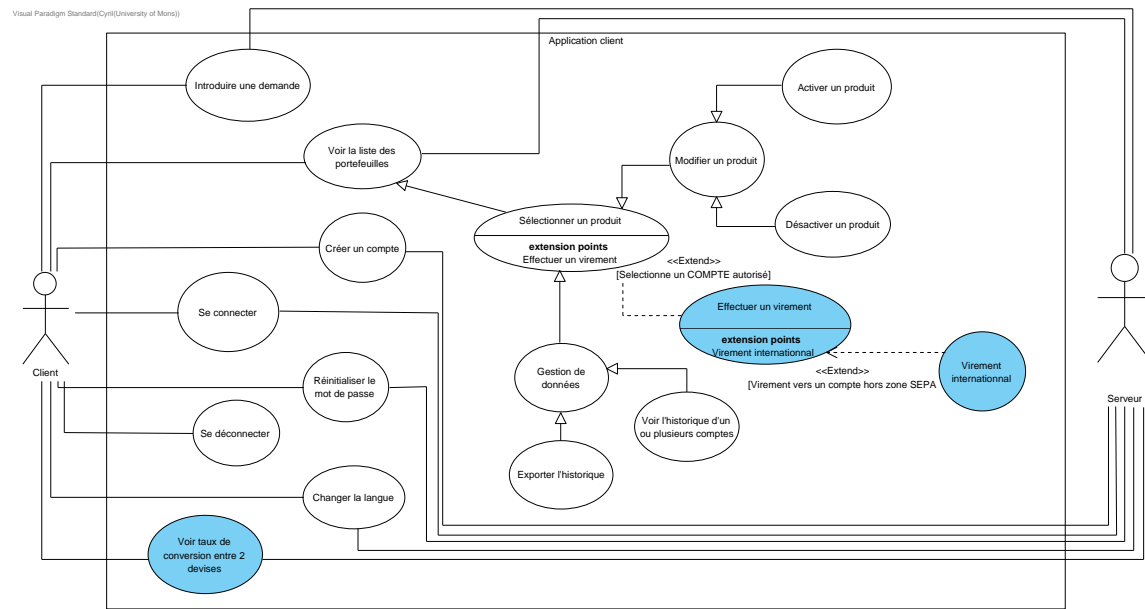 Visual Paradigm Standard(Cyril(University of Mons))
Application client
Introduire une demande
Activer un produit
Voir la liste des
portefeuilles
Modifier un produit
Sélectionner un produit
extension points
Effectuer un virement
Désactiver un produit
Créer un compte
<<Extend>>
[Selectionne un COMPTE autorisé]
Se connecter
Effectuer un virement
extension points
Virement internationnal
Client
Réinitialiser le
mot de passe
Gestion de
données
<<Extend>>
[Virement vers un compte hors zone SEPA
Virement
internationnal
Serveur
Se déconnecter
Voir l'historique d'un
ou plusieurs comptes
Exporter l'historique
Changer la langue
Voir taux de
conversion entre 2
devises